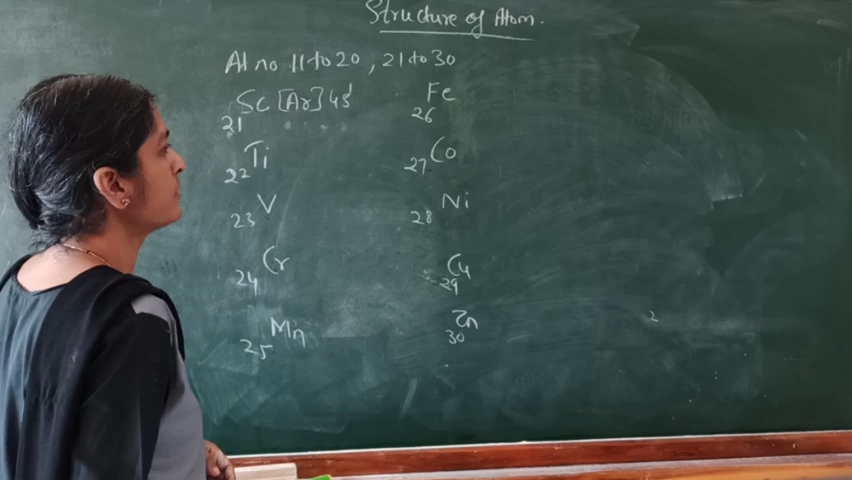 Structure of Atom.
At no 11 to 20, 21 to 30
21 Sc [Ar] 4s1
26 Fe
22 Ti
27 Co
23 V
28 Ni
24 Cr
29 Cu
25 Mn
30 Zn
2